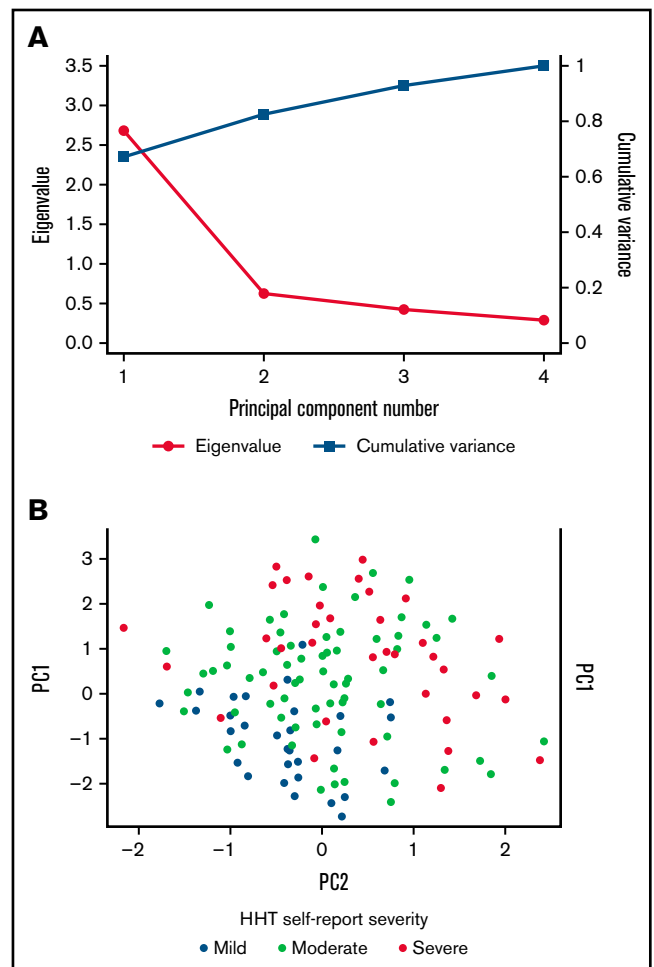 A
3.5
3.0
2.5
2.0
1.5
1.0
0.5
0.0
Eigenvalue
1
0.8
0.6
0.4
0.2
0
Cumulative variance
1 2 3 4
Principal component number
Eigenvalue Cumulative variance
B
3
2
1
0
−1
−2
PC1
PC1
−2 −1 0 1 2
PC2
HHT self-report severity
Mild Moderate Severe